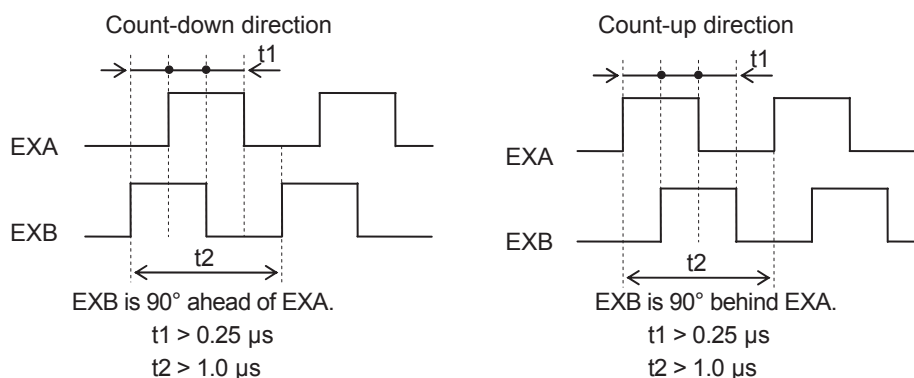 Count-down direction
t1
EXA
EXB
t2
EXB is 90° ahead of EXA.
t1 > 0.25 µs
t2 > 1.0 µs
Count-up direction
t1
EXA
EXB
t2
EXB is 90° behind EXA.
t1 > 0.25 µs
t2 > 1.0 µs